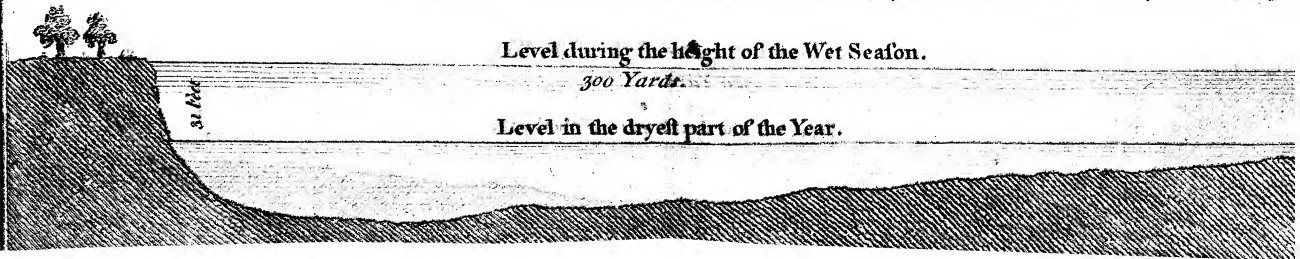 Level during the height of the Wet Seaſon.
300 Yards.
31 Feet
Level in the dryeſt part of the Year.